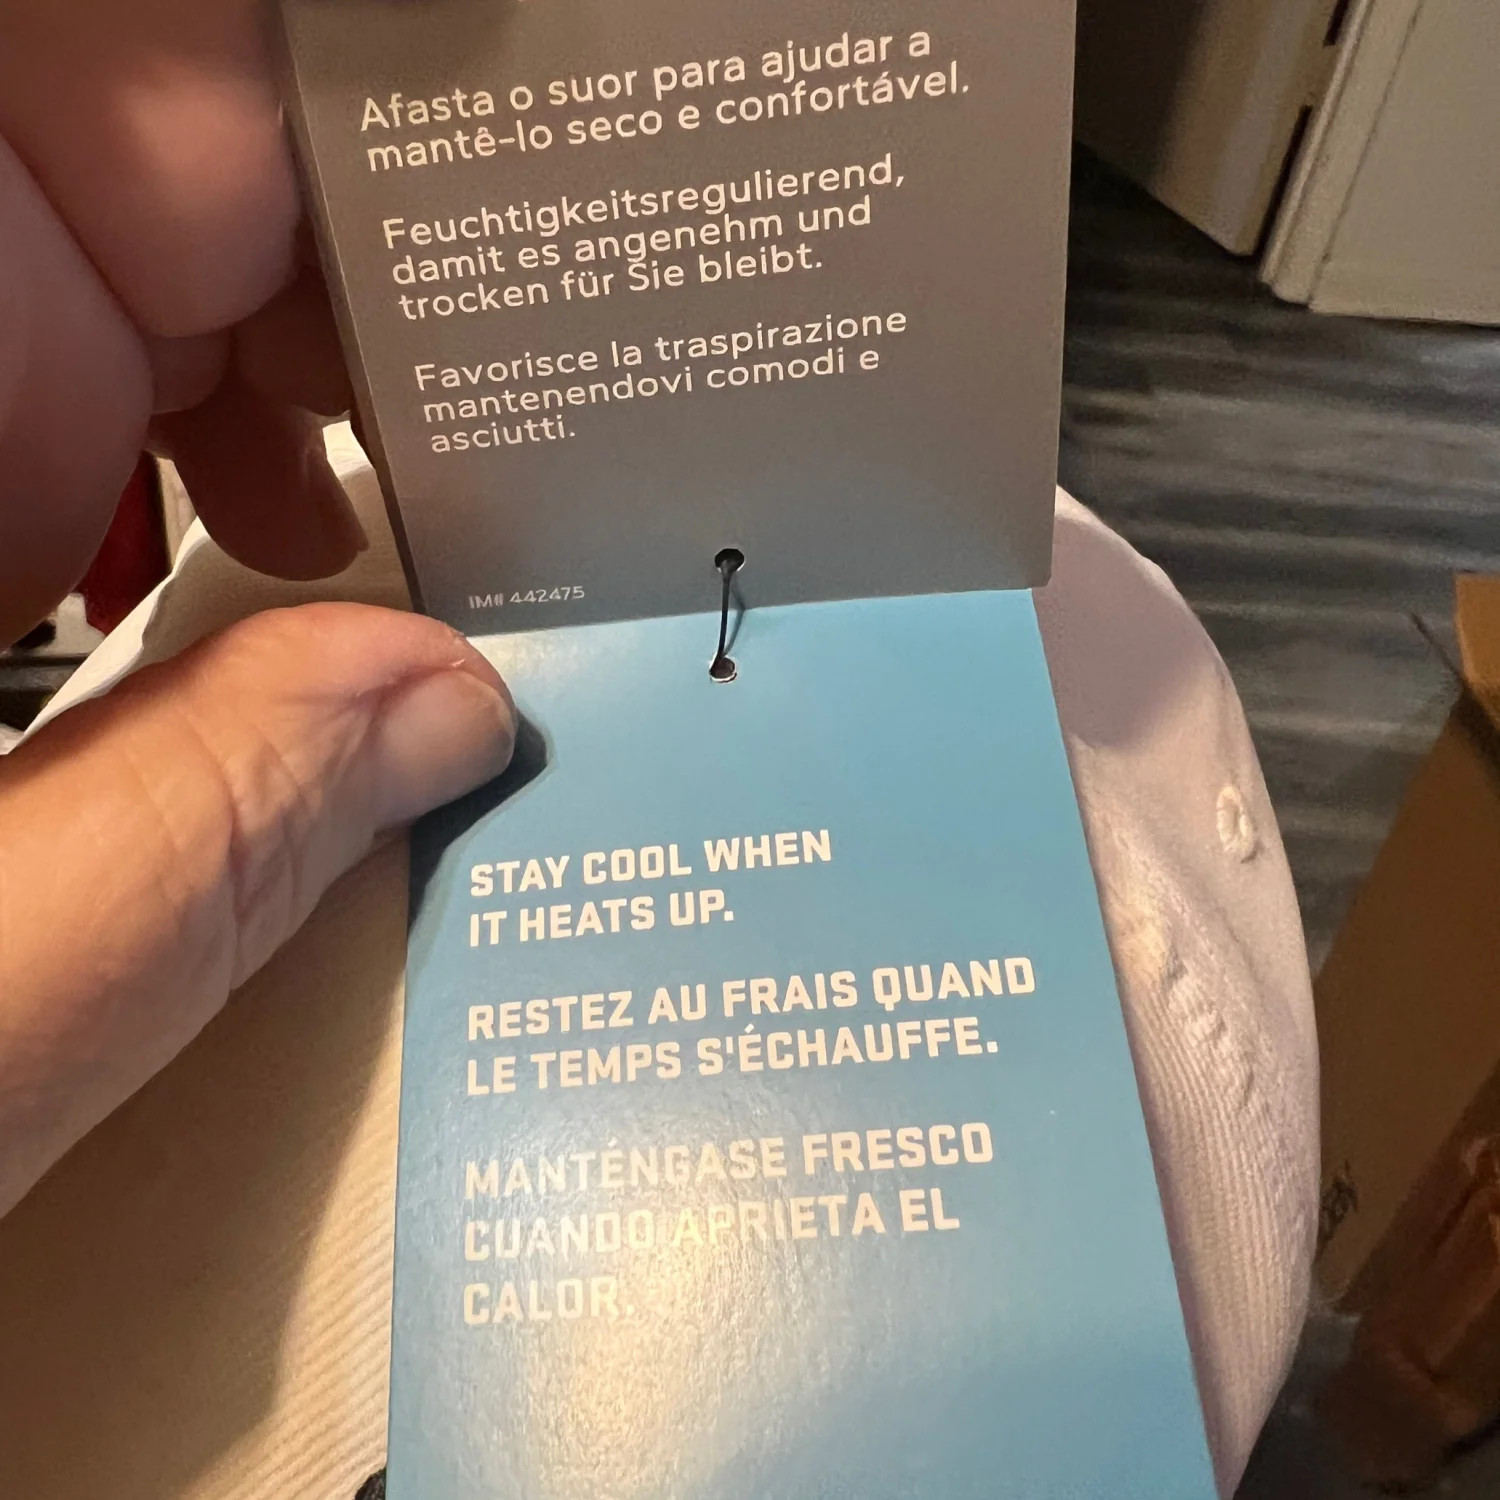 Afasta o suor para ajudar a
mantê-lo seco e confortável.
Feuchtigkeitsregulierend,
damit es angenehm und
trocken für Sie bleibt.
Favorisce la traspirazione
mantenendovi comodi e
asciutti.
IM# 442475
STAY COOL WHEN
IT HEATS UP.
RESTEZ AU FRAIS QUAND
LE TEMPS S'ÉCHAUFFE.
MANTÉNGASE FRESCO
CUANDO APRIETA EL
CALOR.